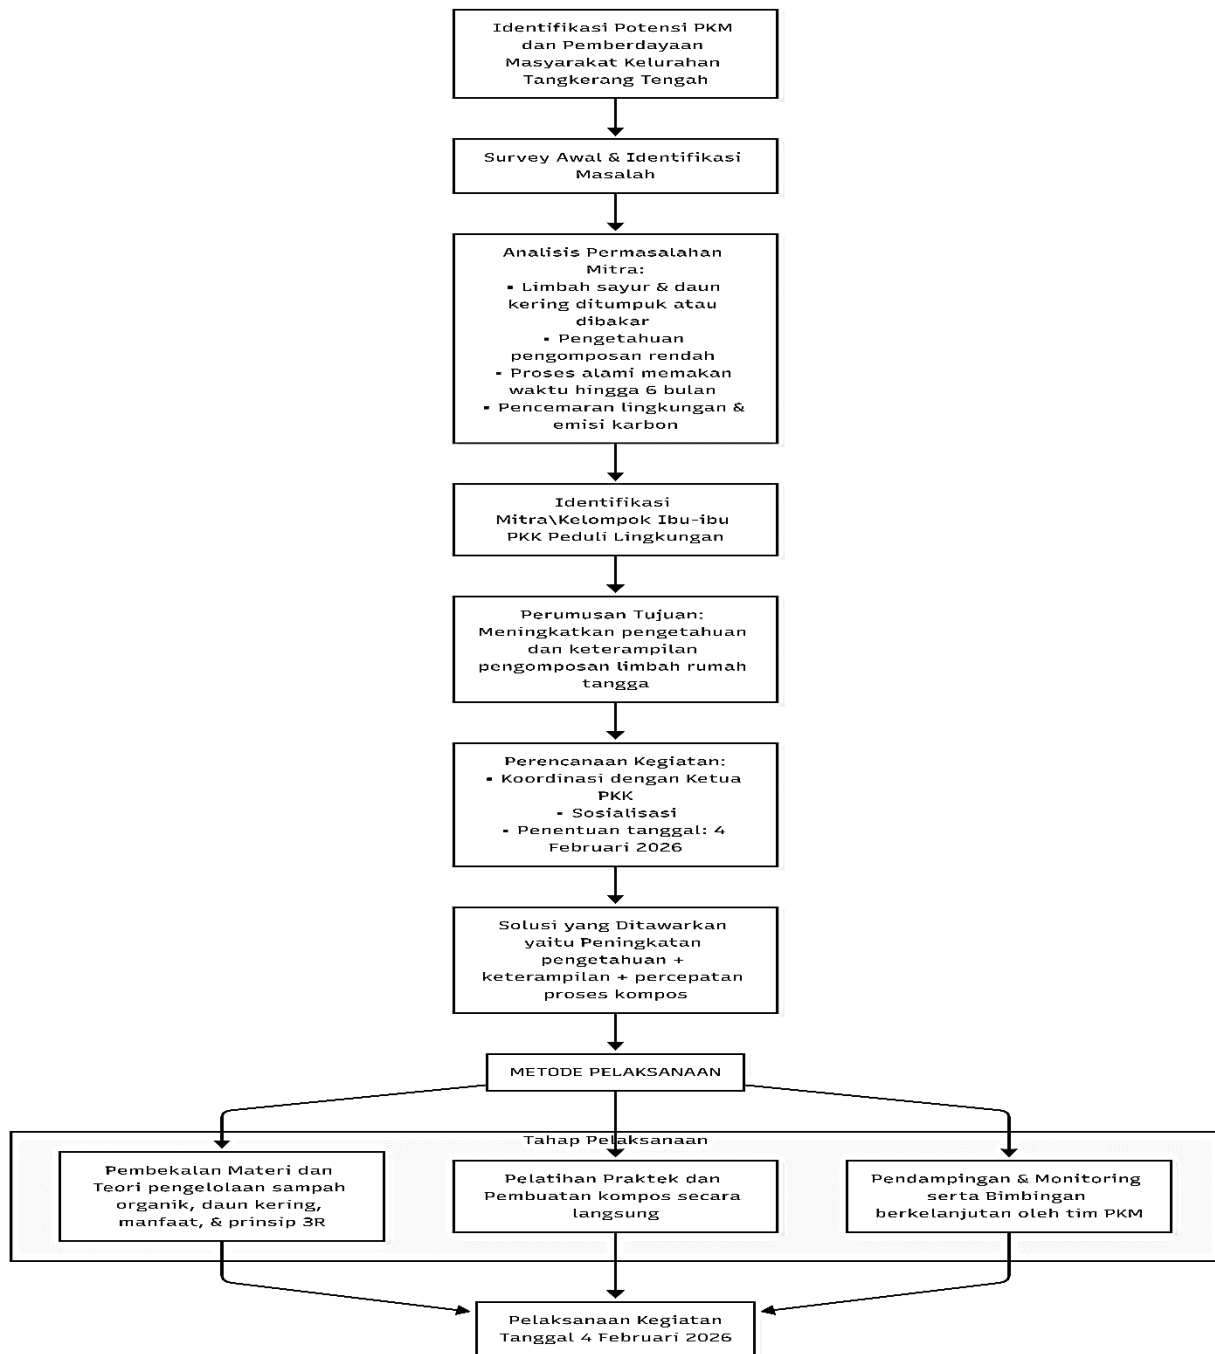 Identifikasi Potensi PKM
dan Pemberdayaan
Masyarakat Kelurahan
Tangkerang Tengah
Survey Awal & Identifikasi
Masalah
Analisis Permasalahan
Mitra:
▪ Limbah sayur & daun
kering ditumpuk atau
dibakar
▪ Pengetahuan
pengomposan rendah
▪ Proses alami memakan
waktu hingga 6 bulan
▪ Pencemaran lingkungan &
emisi karbon
Identifikasi
Mitra\Kelompok Ibu-ibu
PKK Peduli Lingkungan
Perumusan Tujuan:
Meningkatkan pengetahuan
dan keterampilan
pengomposan limbah rumah
tangga
Perencanaan Kegiatan:
▪ Koordinasi dengan Ketua
PKK
▪ Sosialisasi
▪ Penentuan tanggal: 4
Februari 2026
Solusi yang Ditawarkan
yaitu Peningkatan
pengetahuan +
keterampilan + percepatan
proses kompos
METODE PELAKSANAAN
Tahap Pelaksanaan
Pembekalan Materi dan
Teori pengelolaan sampah
organik, daun kering,
manfaat, & prinsip 3R
Pelatihan Praktek dan
Pembuatan kompos secara
langsung
Pendampingan & Monitoring
serta Bimbingan
berkelanjutan oleh tim PKM
Pelaksanaan Kegiatan
Tanggal 4 Februari 2026